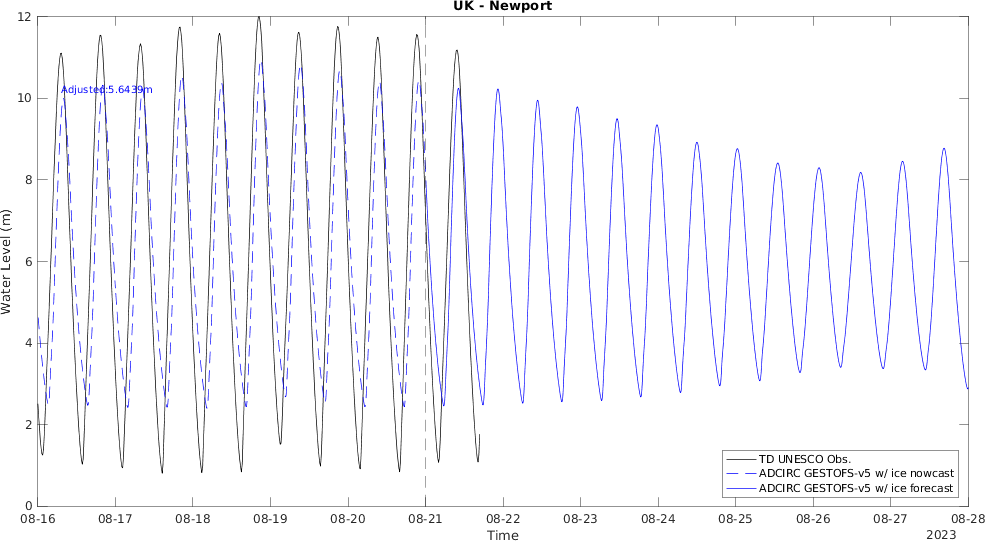 UK - Newport
12
10
8
6
4
2
0
Water Level (m)
Adjusted:5.6439m
TD UNESCO Obs.
ADCIRC GESTOFS-v5 w/ ice nowcast
ADCIRC GESTOFS-v5 w/ ice forecast
08-16 08-17 08-18 08-19 08-20 08-21 08-22 08-23 08-24 08-25 08-26 08-27 08-28
Time
2023